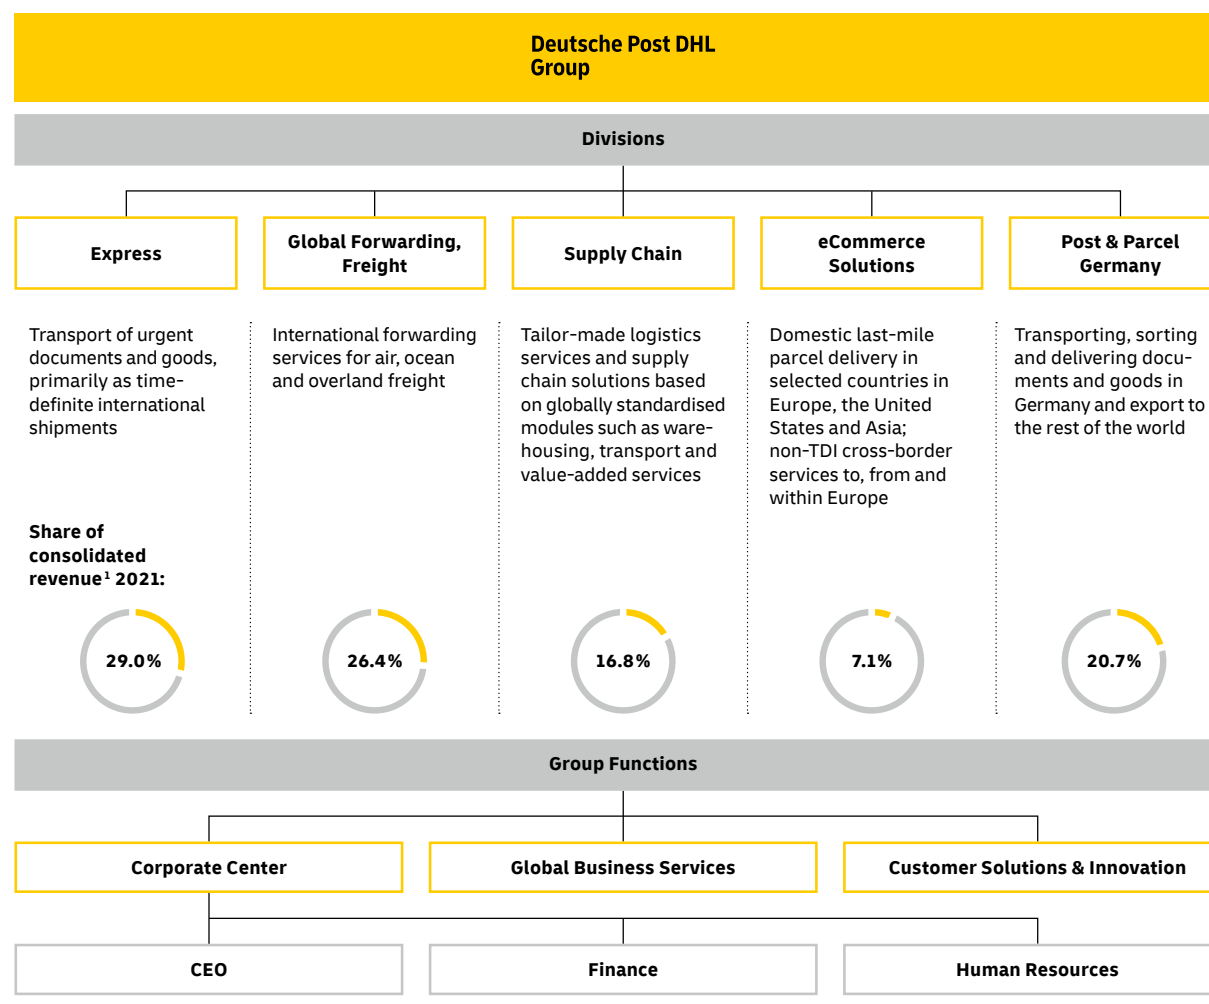 Deutsche Post DHL
Group
Divisions
Express
Global Forwarding,
Freight
Supply Chain
eCommerce
Solutions
Post & Parcel
Germany
Transport of urgent
documents and goods,
primarily as time-
definite international
shipments
International forwarding
services for air, ocean
and overland freight
Tailor-made logistics
services and supply
chain solutions based
on globally standardised
modules such as ware-
housing, transport and
value-added services
Domestic last-mile
parcel delivery in
selected countries in
Europe, the United
States and Asia;
non-TDI cross-border
services to, from and
within Europe
Transporting, sorting
and delivering docu-
ments and goods in
Germany and export to
the rest of the world
Share of
consolidated
revenue¹ 2021:
29.0%
26.4%
16.8%
7.1%
20.7%
Group Functions
Corporate Center
Global Business Services
Customer Solutions & Innovation
CEO
Finance
Human Resources